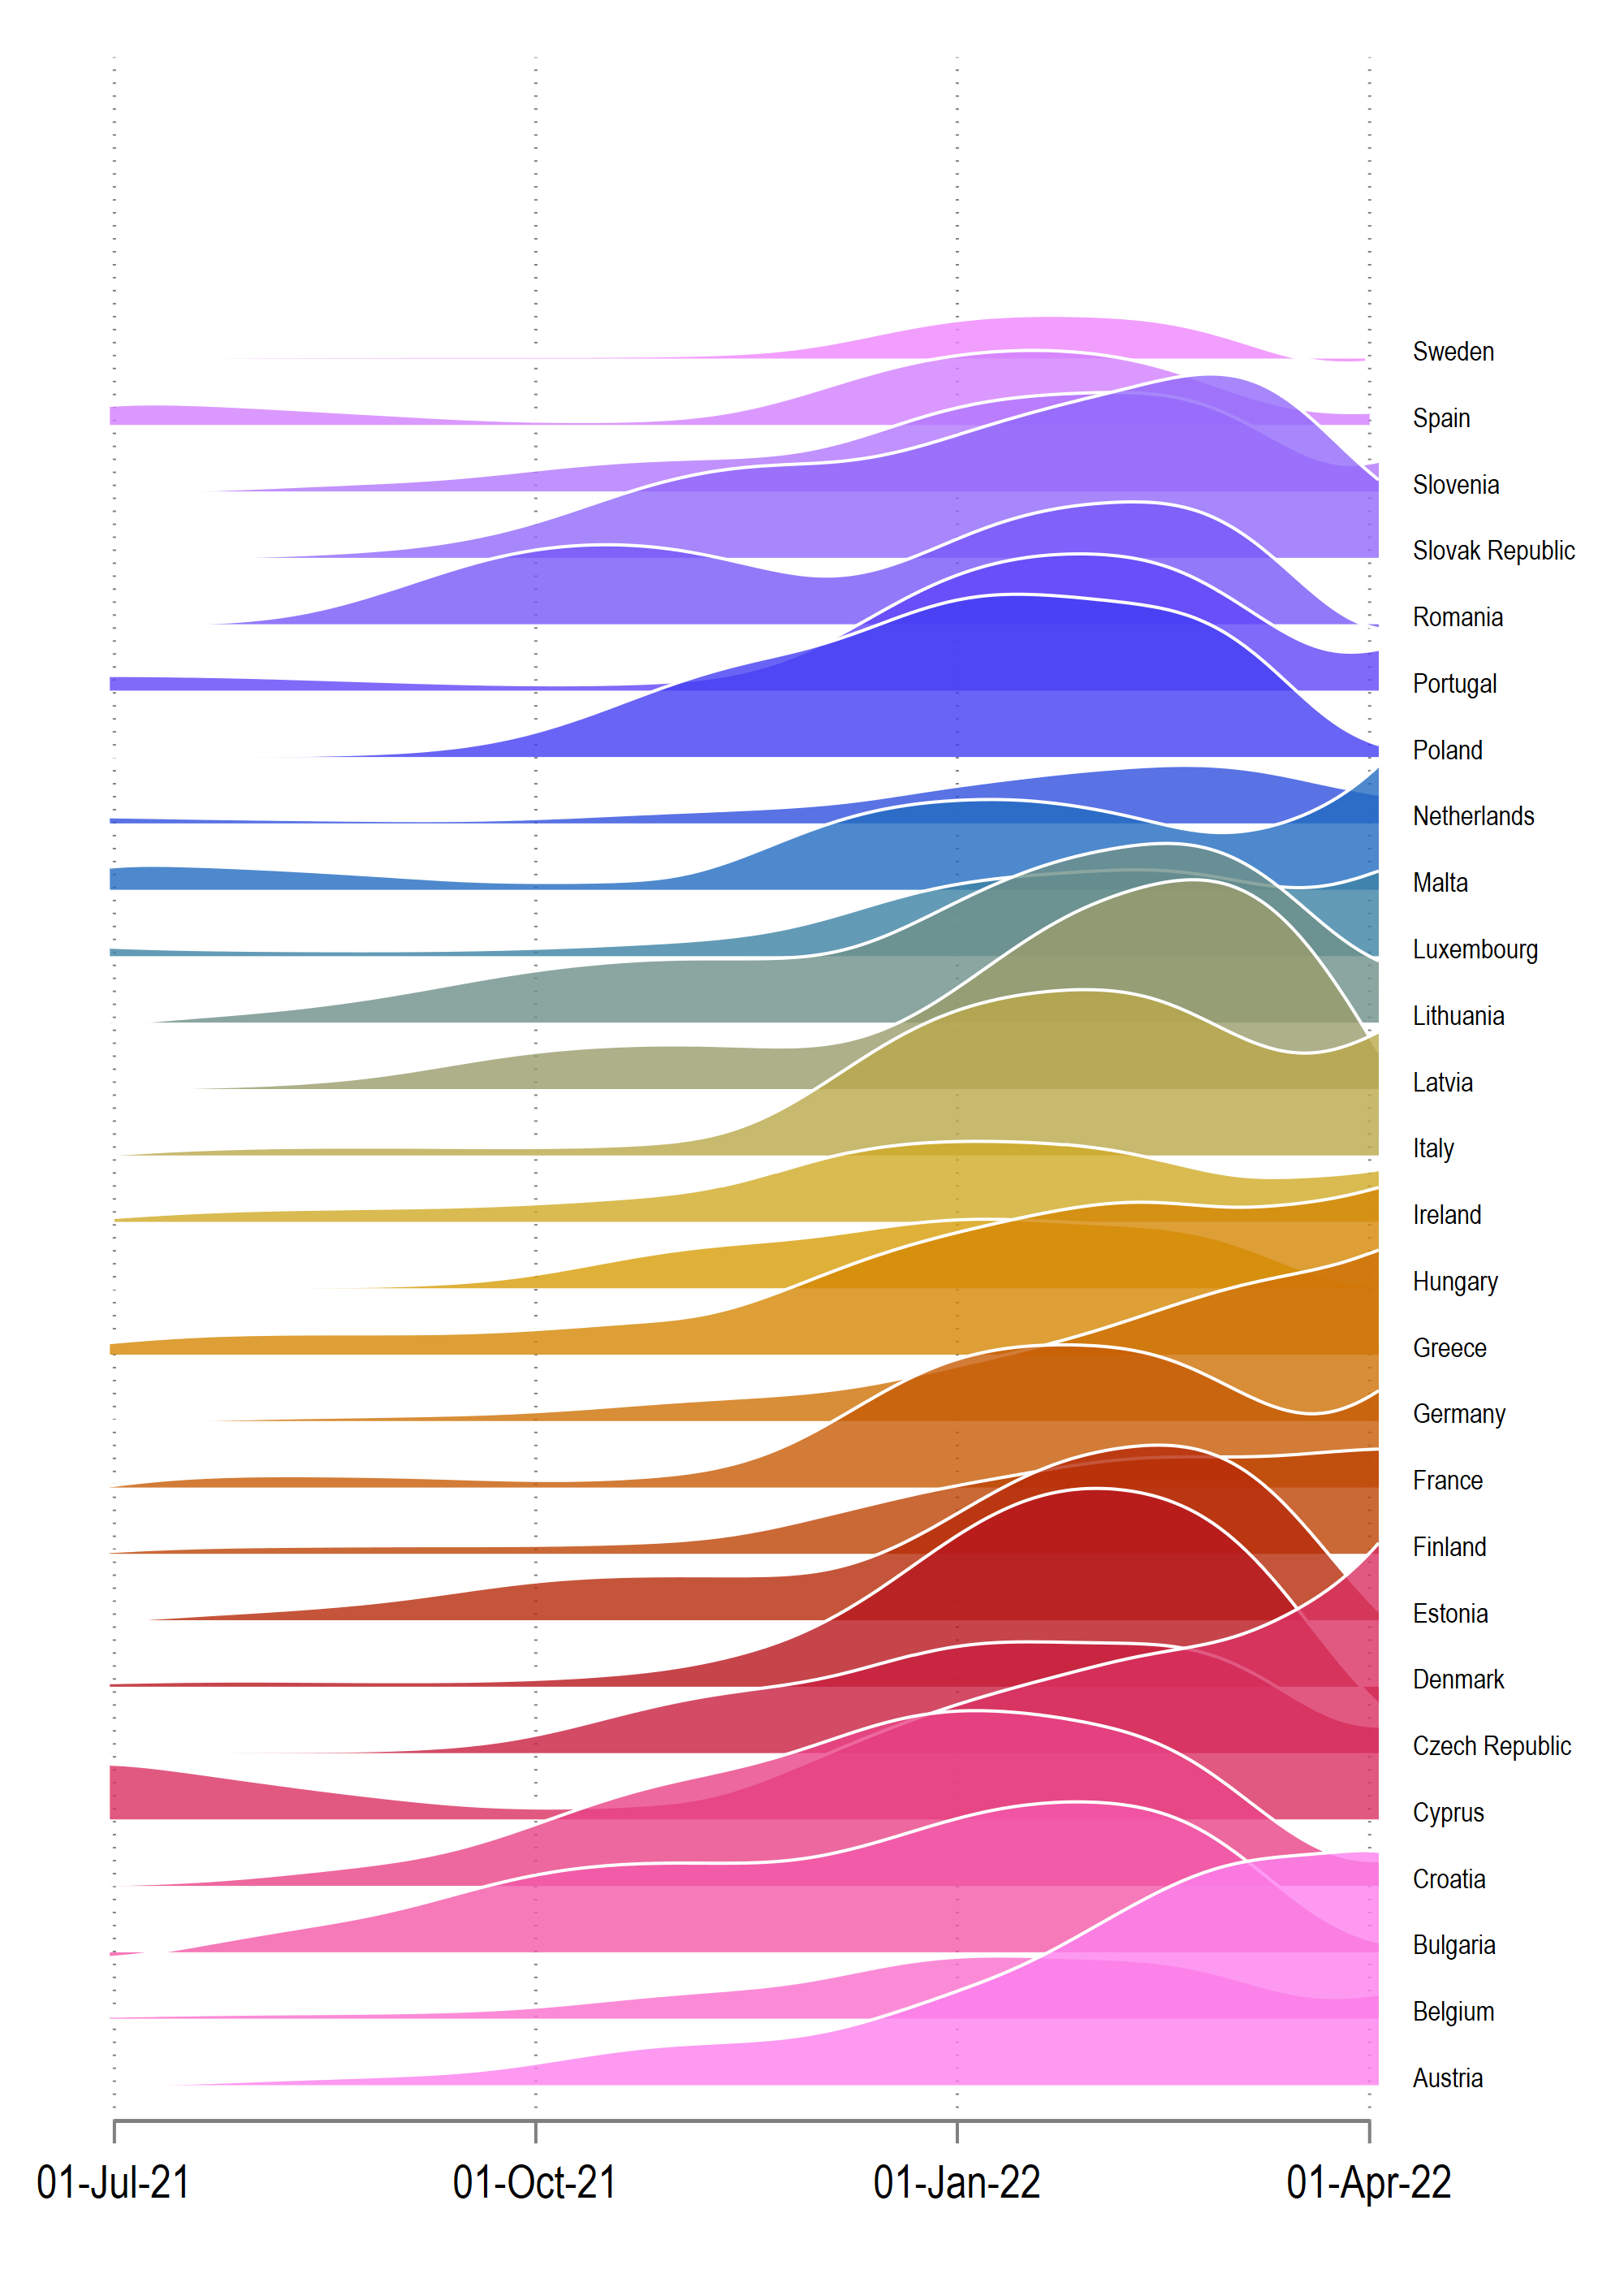 Sweden
Spain
Slovenia
Slovak Republic
Romania
Portugal
Poland
Netherlands
Malta
Luxembourg
Lithuania
Latvia
Italy
Ireland
Hungary
Greece
Germany
France
Finland
Estonia
Denmark
Czech Republic
Cyprus
Croatia
Bulgaria
Belgium
Austria
01-Jul-21 01-Oct-21 01-Jan-22 01-Apr-22